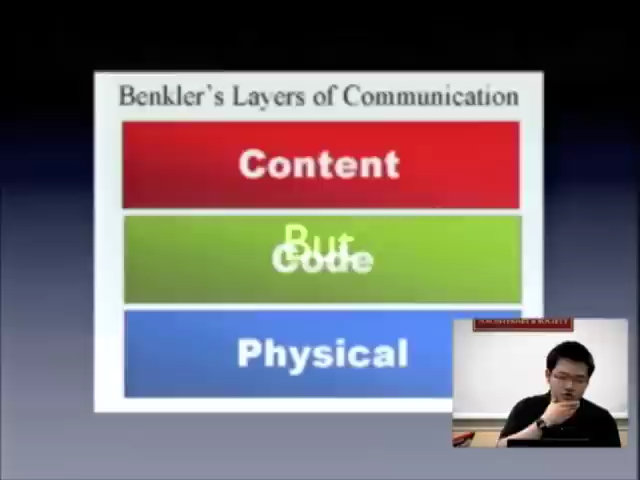 Benkler's Layers of Communication
Content
But
Code
Physical